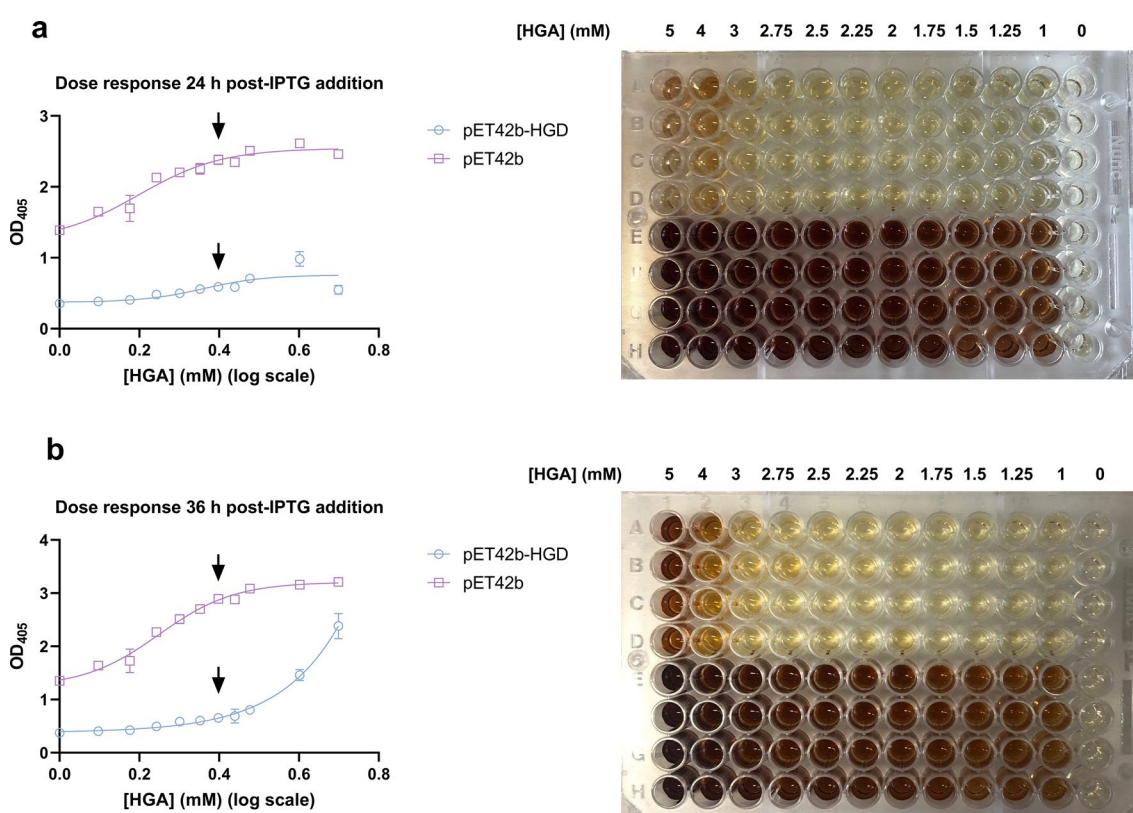 a
[HGA] (mM) 5 4 3 2.75 2.5 2.25 2 1.75 1.5 1.25 1 0
Dose response 24 h post-IPTG addition
3
2
1
0
OD405
0.0 0.2 0.4 0.6 0.8
[HGA] (mM) (log scale)
pET42b-HGD
pET42b
A
B
C
D
E
G
H
b
[HGA] (mM) 5 4 3 2.75 2.5 2.25 2 1.75 1.5 1.25 1 0
Dose response 36 h post-IPTG addition
4
3
2
1
0
OD405
0.0 0.2 0.4 0.6 0.8
[HGA] (mM) (log scale)
pET42b-HGD
pET42b
A
B
C
D
E
G
H